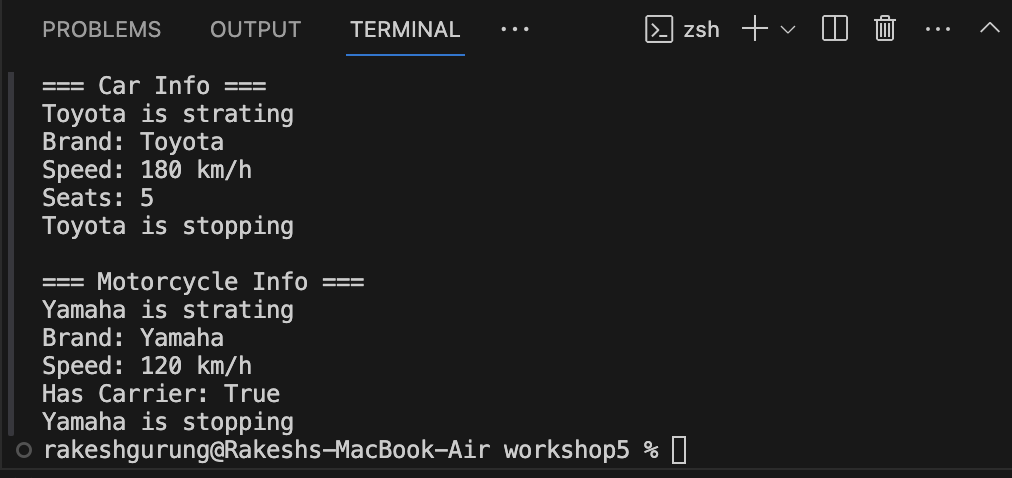 PROBLEMS OUTPUT TERMINAL ··· zsh ···
=== Car Info ===
Toyota is strating
Brand: Toyota
Speed: 180 km/h
Seats: 5
Toyota is stopping
=== Motorcycle Info ===
Yamaha is strating
Brand: Yamaha
Speed: 120 km/h
Has Carrier: True
Yamaha is stopping
rakeshgurung@Rakeshs-MacBook-Air workshop5 %